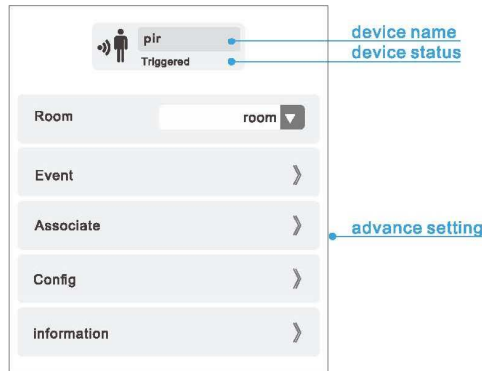 pir
device name
Triggered
device status
Room
room
Event
Associate
advance setting
Config
information